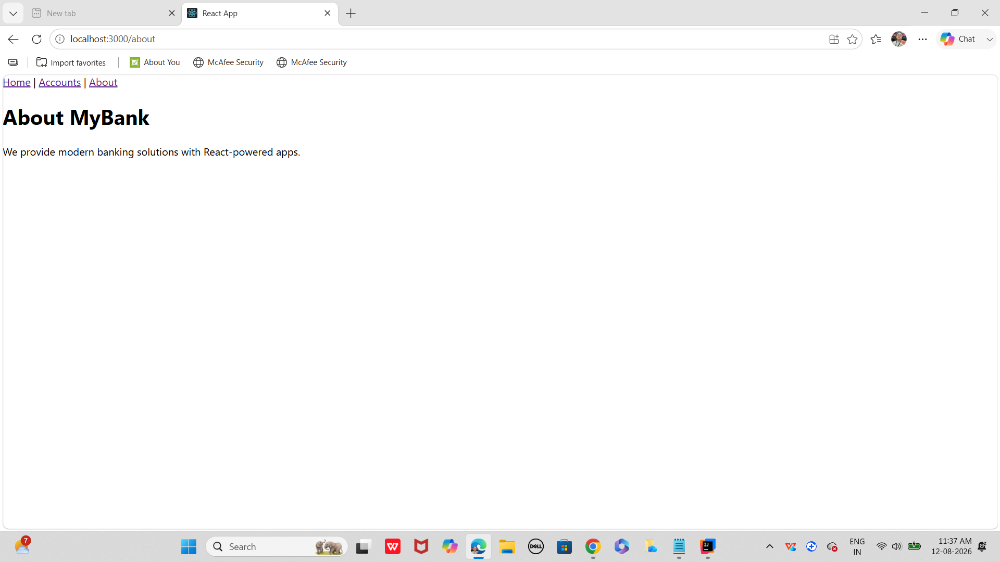 New tab
React App
localhost:3000/about
Chat
Import favorites
About You
McAfee Security
McAfee Security
Home | Accounts | About
About MyBank
We provide modern banking solutions with React-powered apps.
7
Search
W
DELL
IJ
ENG
IN
11:37 AM
12-08-2026